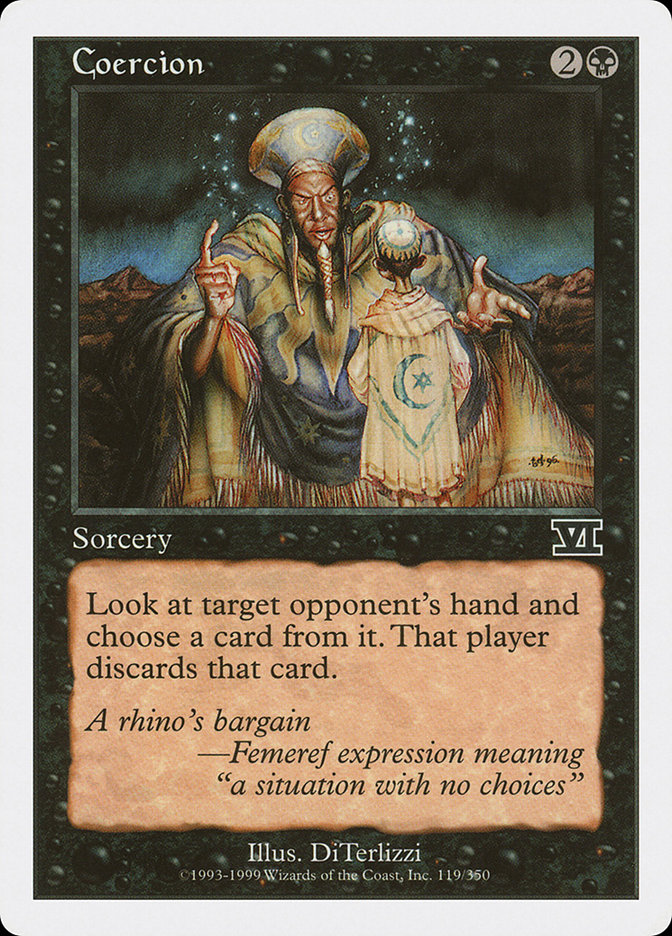 Coercion
2
Sorcery
VI
Look at target opponent's hand and
choose a card from it. That player
discards that card.
A rhino's bargain
—Femeref expression meaning
"a situation with no choices"
Illus. DiTerlizzi
©1993-1999 Wizards of the Coast, Inc. 119/350